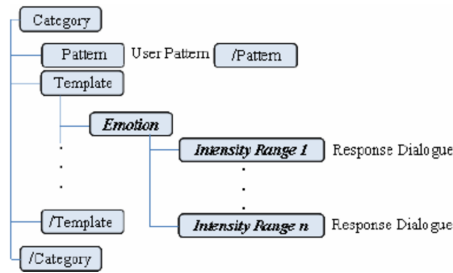 Category
Pattern User Pattern /Pattern
Template
Emotion
Intensity Range 1 Response Dialogue
Intensity Range n Response Dialogue
/Template
/Category